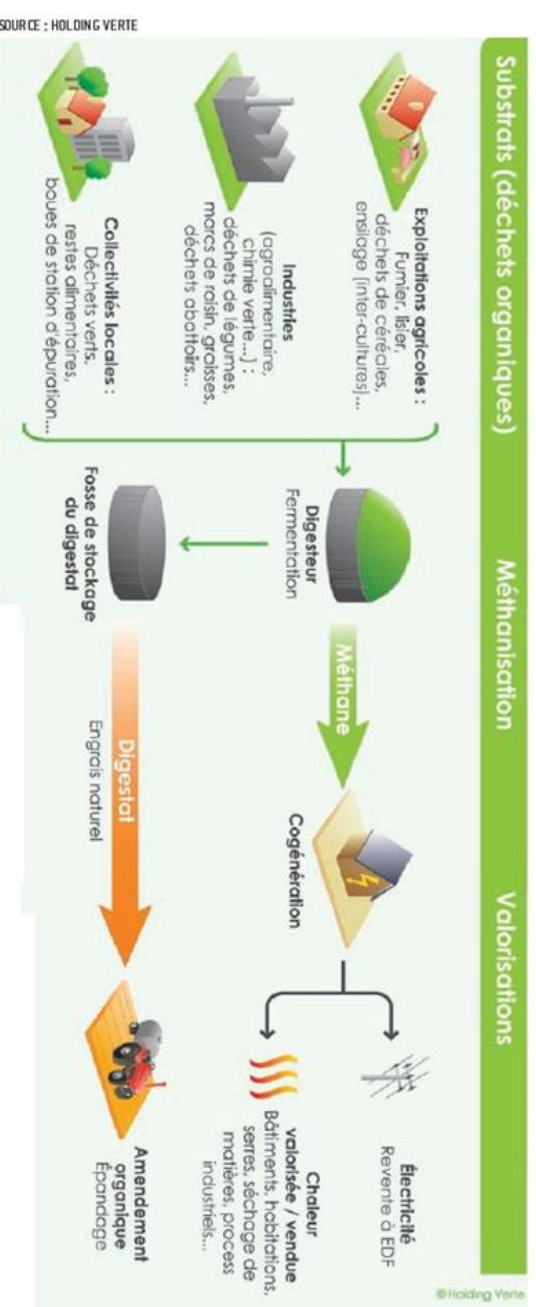 SOURCE : HOLDING VERTE
Substrats (déchets organiques)
Méthanisation
Valorisations
Exploitations agricoles :
Fumier, lisier,
déchets de céréales,
ensilage (inter-cultures)...
Industries
(agroalimentaire,
chimie verte...) :
déchets de légumes,
marcs de raisin, graisses,
déchets abattoirs...
Collectivités locales :
Déchets verts,
restes alimentaires,
boues de station d'épuration...
Digesteur
Fermentation
Fosse de stockage
du digestat
Méthane
Digestat
Engrais naturel
Cogénération
Électricité
Revente à EDF
Chaleur
valorisée / vendue
Bâtiments, habitations,
serres, séchage de
matières, process
industriels...
Amendement
organique
Épandage
© Holding Verte